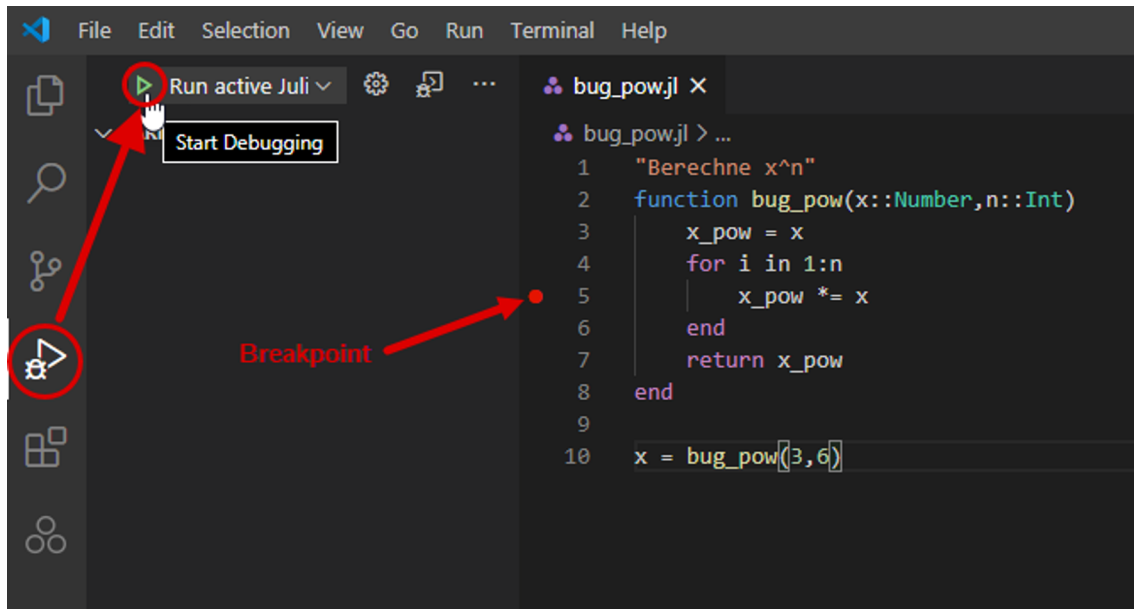 File Edit Selection View Go Run Terminal Help
Run active Juli
bug_pow.jl
Start Debugging
bug_pow.jl > ...
1 "Berechne x^n"
2 function bug_pow(x::Number,n::Int)
3 x_pow = x
4 for i in 1:n
5 x_pow *= x
6 end
7 return x_pow
8 end
9
10 x = bug_pow(3,6)
Breakpoint